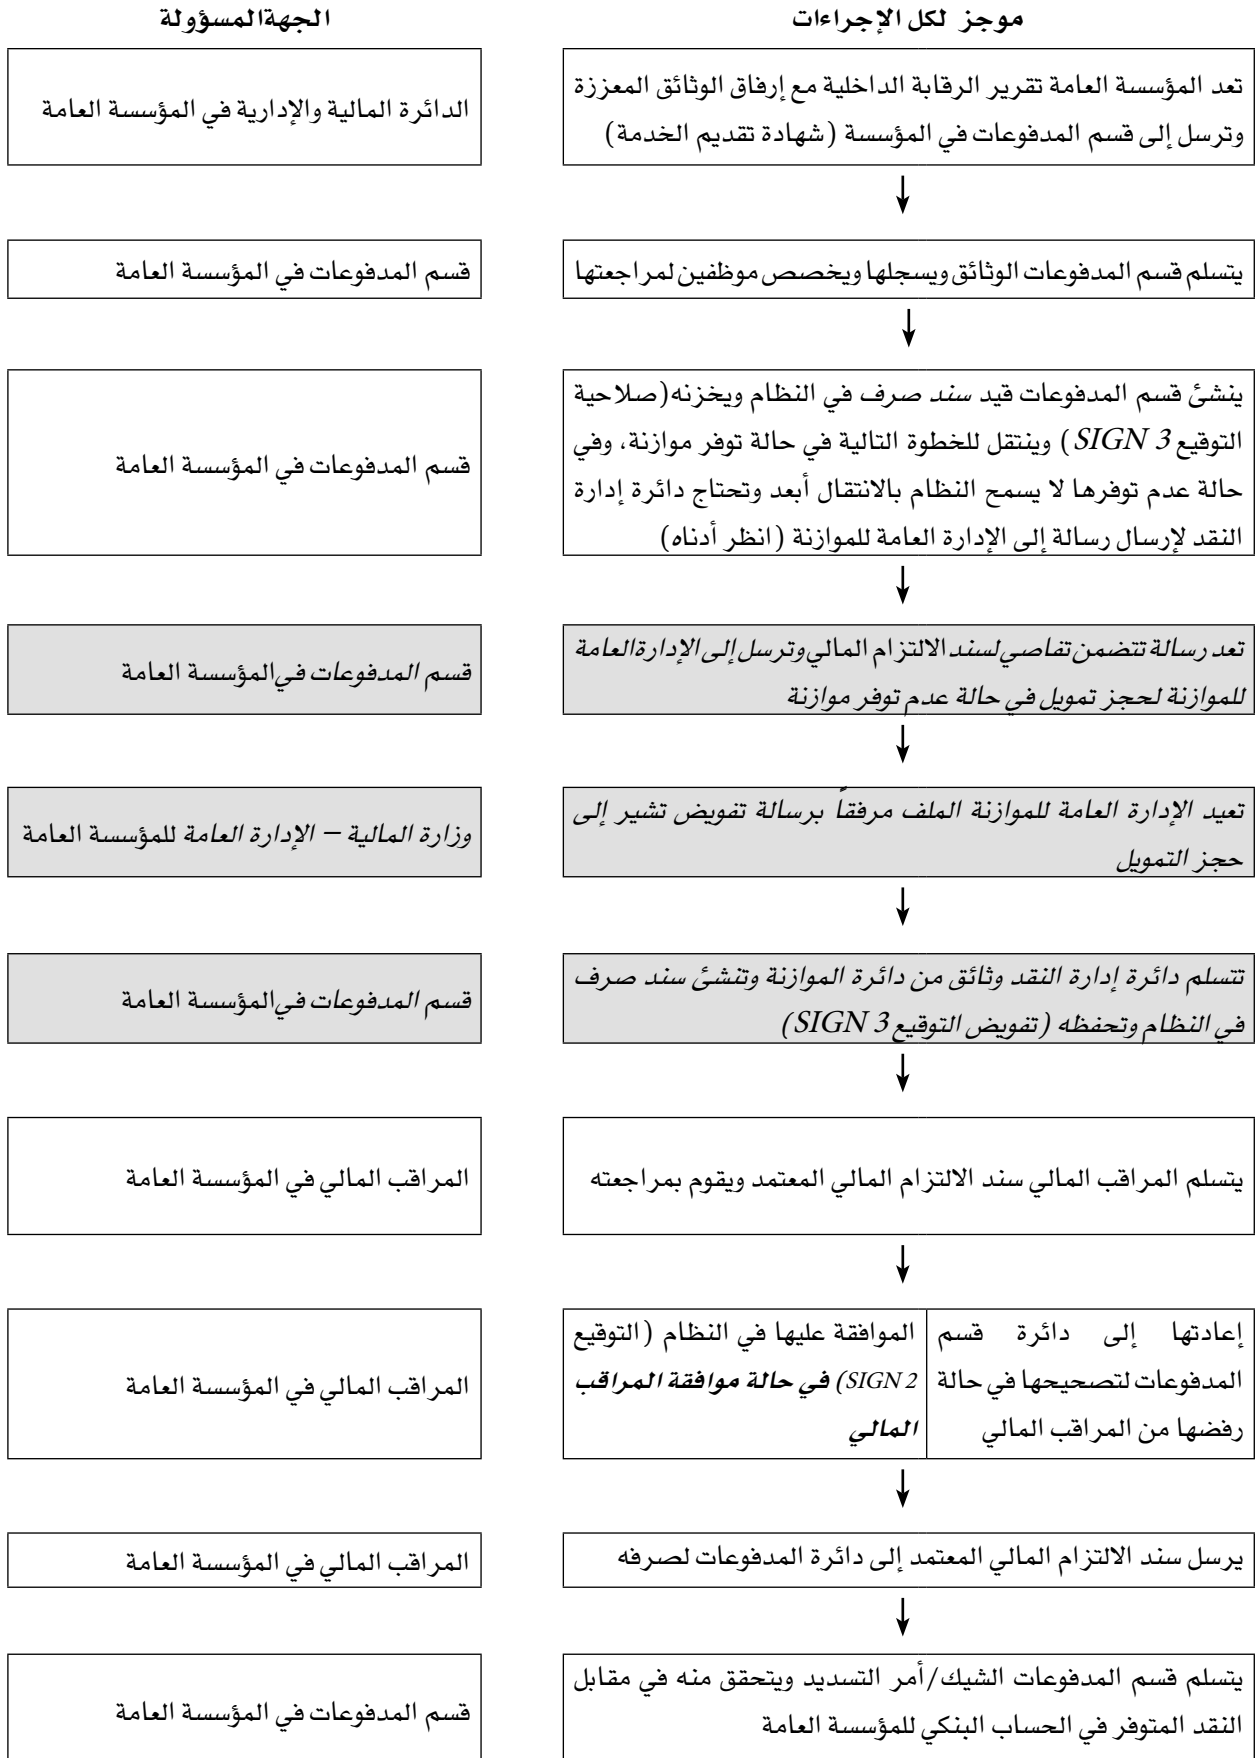 موجز لكل الإجراءات
الجهةالمسؤولة
تعد المؤسسة العامة تقرير الرقابة الداخلية مع إرفاق الوثائق المعززة
وترسل إلى قسم المدفوعات في المؤسسة (شهادة تقديم الخدمة)
الدائرة المالية والإدارية في المؤسسة العامة
يتسلم قسم المدفوعات الوثائق ويسجلها ويخصص موظفين لمراجعتها
قسم المدفوعات في المؤسسة العامة
ينشئ قسم المدفوعات قيد سند صرف في النظام ويخزنه(صلاحية
التوقيع SIGN 3) وينتقل للخطوة التالية في حالة توفر موازنة، وفي
حالة عدم توفرها لا يسمح النظام بالانتقال أبعد وتحتاج دائرة إدارة
النقد لإرسال رسالة إلى الإدارة العامة للموازنة (انظر أدناه)
قسم المدفوعات في المؤسسة العامة
تعد رسالة تتضمن تفاصي لسند الالتزام المالي وترسل إلى الإدارةالعامة
للموازنة لحجز تمويل في حالة عدم توفر موازنة
قسم المدفوعات فيالمؤسسة العامة
تعيد الإدارة العامة للموازنة الملف مرفقاً برسالة تفويض تشير إلى
حجز التمويل
وزارة المالية – الإدارة العامة للمؤسسة العامة
تتسلم دائرة إدارة النقد وثائق من دائرة الموازنة وتنشئ سند صرف
في النظام وتحفظه (تفويض التوقيع SIGN 3)
قسم المدفوعات فيالمؤسسة العامة
يتسلم المراقب المالي سند الالتزام المالي المعتمد ويقوم بمراجعته
المراقب المالي في المؤسسة العامة
إعادتها إلى دائرة قسم
المدفوعات لتصحيحها في حالة
رفضها من المراقب المالي
الموافقة عليها في النظام (التوقيع
SIGN 2) في حالة موافقة المراقب
المالي
المراقب المالي في المؤسسة العامة
يرسل سند الالتزام المالي المعتمد إلى دائرة المدفوعات لصرفه
المراقب المالي في المؤسسة العامة
يتسلم قسم المدفوعات الشيك/أمر التسديد ويتحقق منه في مقابل
النقد المتوفر في الحساب البنكي للمؤسسة العامة
قسم المدفوعات في المؤسسة العامة